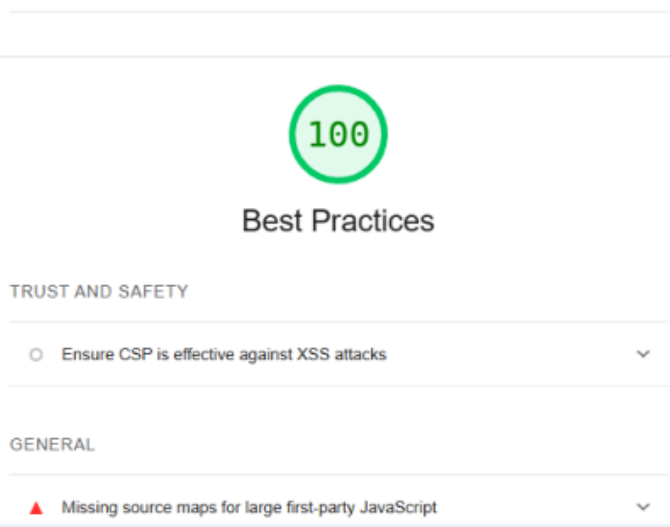 100
Best Practices
TRUST AND SAFETY
Ensure CSP is effective against XSS attacks
GENERAL
Missing source maps for large first-party JavaScript